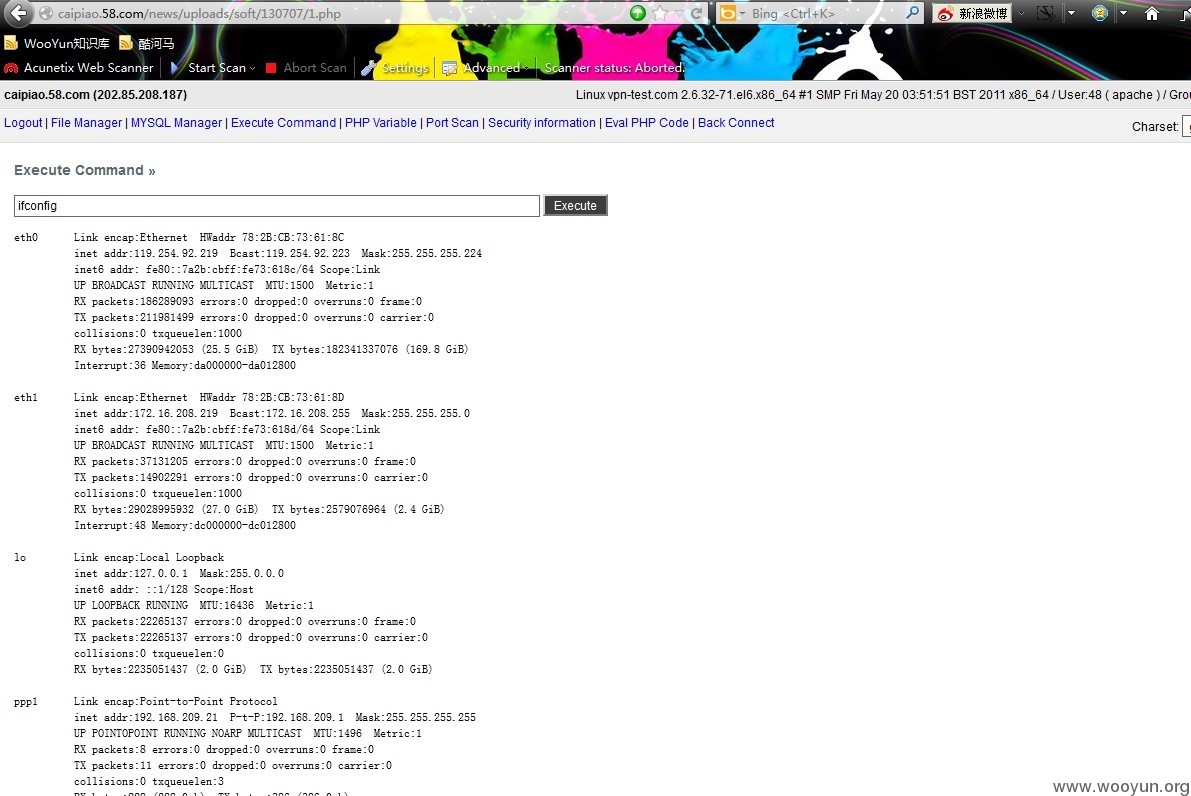 caipiao.58.com/news/uploads/soft/130707/1.php
Bing <Ctrl+K>
新浪微博
WooYun知识库 酷河马
Acunetix Web Scanner Start Scan Abort Scan Settings Advanced Scanner status: Aborted.
caipiao.58.com (202.85.208.187) Linux vpn-test.com 2.6.32-71.el6.x86_64 #1 SMP Fri May 20 03:51:51 BST 2011 x86_64 / User:48 ( apache ) / Grou
Logout | File Manager | MYSQL Manager | Execute Command | PHP Variable | Port Scan | Security information | Eval PHP Code | Back Connect
Charset:
Execute Command »
ifconfig Execute
eth0 Link encap:Ethernet HWaddr 78:2B:CB:73:61:8C
inet addr:119.254.92.219 Bcast:119.254.92.223 Mask:255.255.255.224
inet6 addr: fe80::7a2b:cbff:fe73:618c/64 Scope:Link
UP BROADCAST RUNNING MULTICAST MTU:1500 Metric:1
RX packets:186289093 errors:0 dropped:0 overruns:0 frame:0
TX packets:211981499 errors:0 dropped:0 overruns:0 carrier:0
collisions:0 txqueuelen:1000
RX bytes:27390942053 (25.5 GiB) TX bytes:182341337076 (169.8 GiB)
Interrupt:36 Memory:da000000-da012800
eth1 Link encap:Ethernet HWaddr 78:2B:CB:73:61:8D
inet addr:172.16.208.219 Bcast:172.16.208.255 Mask:255.255.255.0
inet6 addr: fe80::7a2b:cbff:fe73:618d/64 Scope:Link
UP BROADCAST RUNNING MULTICAST MTU:1500 Metric:1
RX packets:37131205 errors:0 dropped:0 overruns:0 frame:0
TX packets:14902291 errors:0 dropped:0 overruns:0 carrier:0
collisions:0 txqueuelen:1000
RX bytes:29028995932 (27.0 GiB) TX bytes:2579076964 (2.4 GiB)
Interrupt:48 Memory:dc000000-dc012800
lo Link encap:Local Loopback
inet addr:127.0.0.1 Mask:255.0.0.0
inet6 addr: ::1/128 Scope:Host
UP LOOPBACK RUNNING MTU:16436 Metric:1
RX packets:22265137 errors:0 dropped:0 overruns:0 frame:0
TX packets:22265137 errors:0 dropped:0 overruns:0 carrier:0
collisions:0 txqueuelen:0
RX bytes:2235051437 (2.0 GiB) TX bytes:2235051437 (2.0 GiB)
ppp1 Link encap:Point-to-Point Protocol
inet addr:192.168.209.21 P-t-P:192.168.209.1 Mask:255.255.255.255
UP POINTOPOINT RUNNING NOARP MULTICAST MTU:1496 Metric:1
RX packets:8 errors:0 dropped:0 overruns:0 frame:0
TX packets:11 errors:0 dropped:0 overruns:0 carrier:0
collisions:0 txqueuelen:3
www.wooyun.org